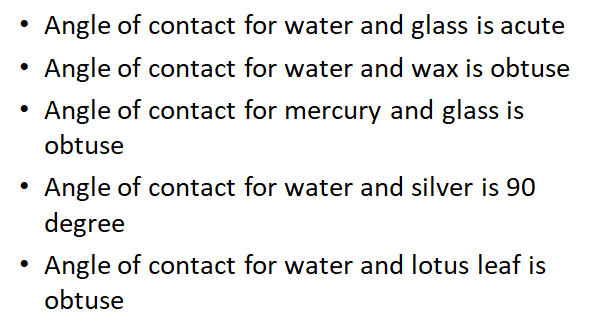 • Angle of contact for water and glass is acute
• Angle of contact for water and wax is obtuse
• Angle of contact for mercury and glass is
obtuse
• Angle of contact for water and silver is 90
degree
• Angle of contact for water and lotus leaf is
obtuse